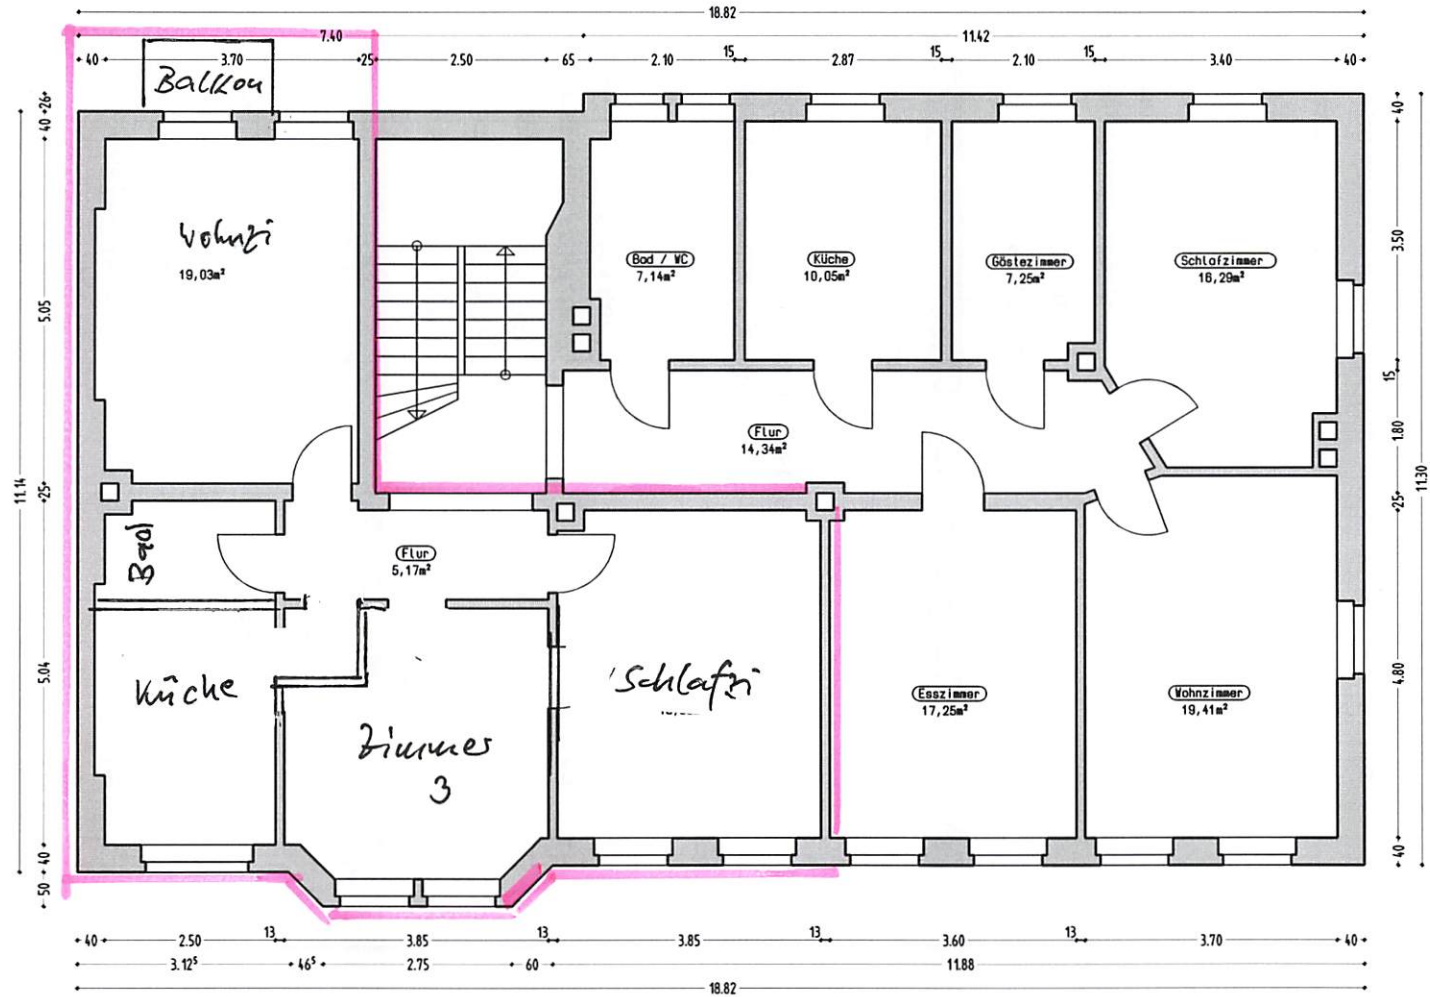 18.82
7.40
11.42
40
3.70
25
2.50
65
2.10
15
2.87
15
2.10
15
3.40
40
Balkon
26
40
40
Wohnzi
19,03m²
Bad / WC
7,14m²
Küche
10,05m²
Gästezimmer
7,25m²
Schlafzimmer
16,29m²
3.50
5.05
15
Flur
14,34m²
1.80
11.14
25
25
11.30
Bad
Flur
5,17m²
5.04
Küche
Schlafzi
Esszimmer
17,25m²
Wohnzimmer
19,41m²
4.80
Zimmer
3
40
50
40
40
2.50
13
3.85
13
3.85
13
3.60
13
3.70
40
3.12⁵
46⁵
2.75
60
11.88
18.82